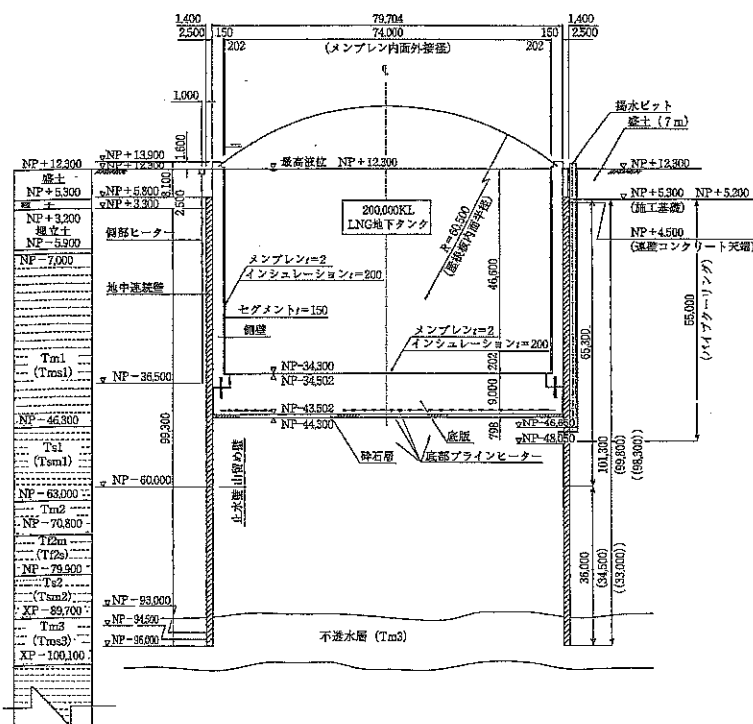 1,400 79,704 1,400
2,500 150 74,000 150 2,500
202 (メンブレン内面外接径) 202
℄
1,000
揚水ピット
盛土 (7m)
1,600
NP+13,900
NP+12,300 NP+12,300 最高液位 NP+12,300 NP+12,300
盛土
8,100
NP+5,300 NP+5,800 NP+5,300 NP+5,200
(施工基盤)
NP+3,300
2,500
NP+3,200
埋立土
NP-5,900
NP-7,000
200,000KL
LNG地下タンク
R=60,500
(屋根板内面半径)
NP+4,500
(連壁コンクリート天端)
側部ヒーター
46,600
メンブレンt=2
インシュレーションt=200
地中連続壁
セグメントt=150
側壁
メンブレンt=2
インシュレーションt=200
65,300
55,000
(パイプクーリング)
Tm1
(Tms1)
NP-34,300 202
NP-34,502
NP-36,500
9,000
NP-43,502
NP-44,300
798
NP-46,300
底版
砕石層 底部ブラインヒーター
99,300
Ts1
(Tsm1)
止水壁山留め壁
101,300
(99,800)
((98,300))
NP-60,000
NP-63,000
Tm2
NP-70,800
Tf2m
(Tf2s)
NP-79,900
Ts2
(Tsm2)
36,000
(34,500)
((33,000))
NP-93,000
XP-89,700
NP-94,500
Tm3
(Tms3)
NP-96,000
不透水層 (Tm3)
XP-100,100